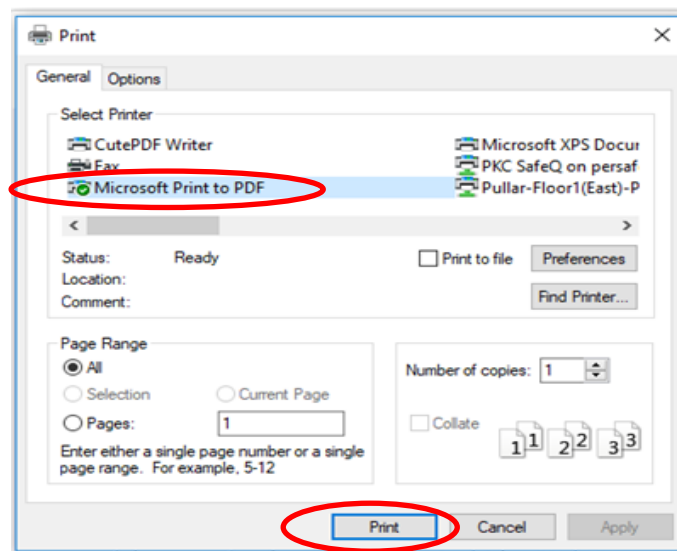 Print
General Options
Select Printer
CutePDF Writer
Fax
Microsoft Print to PDF
Microsoft XPS Docur
PKC SafeQ on persaf
Pullar-Floor1(East)-P
Status: Ready
Location:
Comment:
Print to file
Preferences
Find Printer...
Page Range
All
Selection Current Page
Pages: 1
Enter either a single page number or a single
page range. For example, 5-12
Number of copies: 1
Collate
1 1 2 2 3 3
Print Cancel Apply